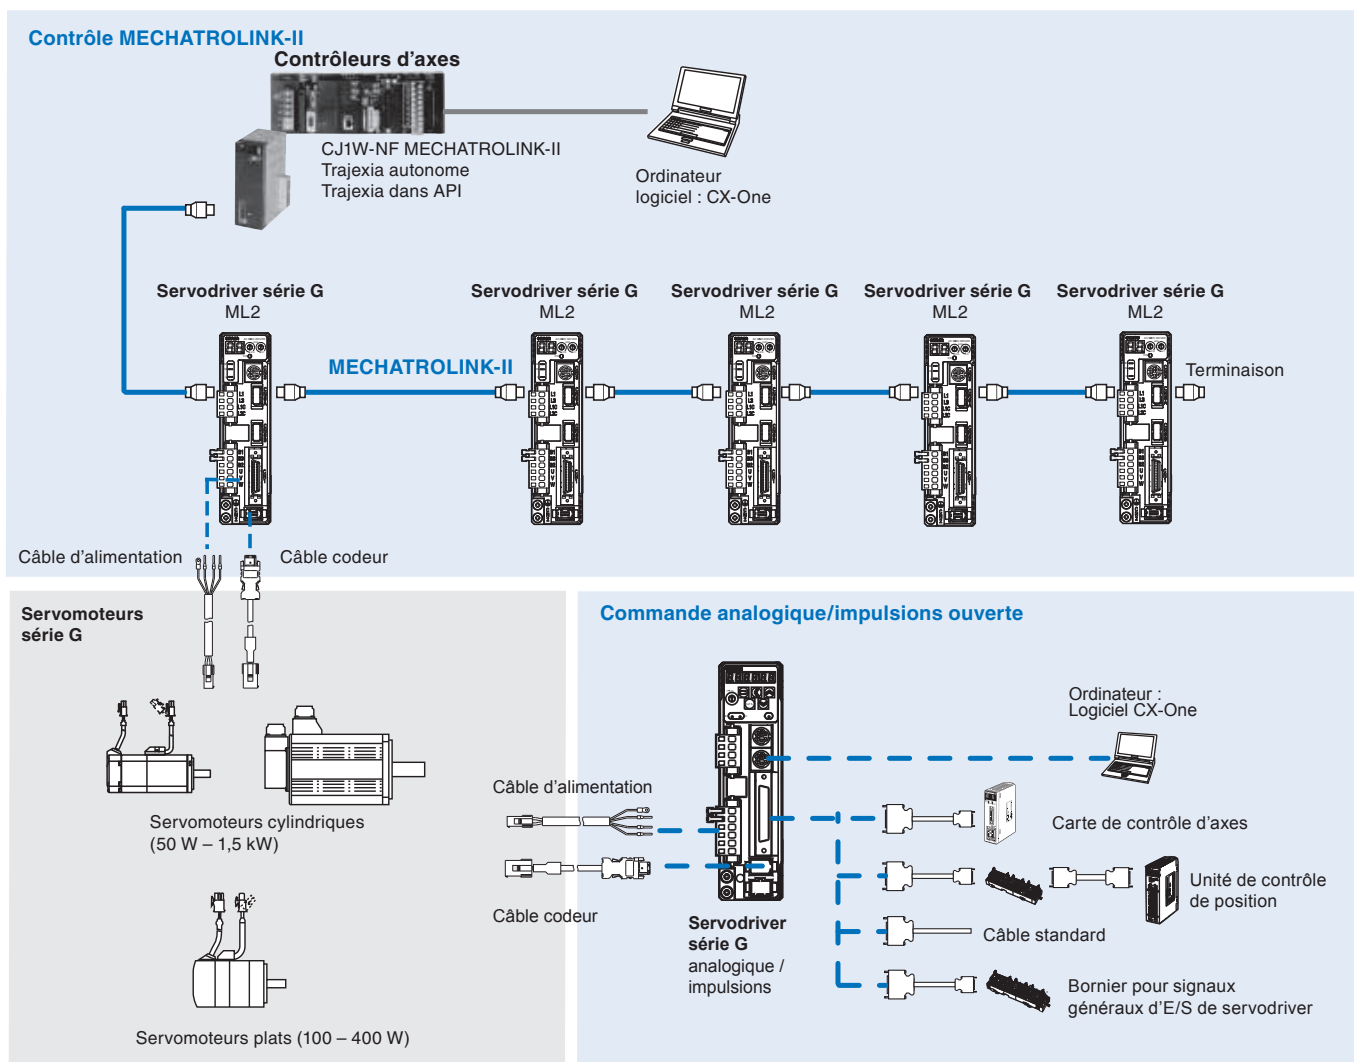 Contrôle MECHATROLINK-II
Contrôleurs d'axes
CJ1W-NF MECHATROLINK-II
Trajexia autonome
Trajexia dans API
Ordinateur
logiciel : CX-One
Servodriver série G
ML2
Servodriver série G
ML2
Servodriver série G
ML2
Servodriver série G
ML2
Servodriver série G
ML2
MECHATROLINK-II
Terminaison
Câble d'alimentation
Câble codeur
Servomoteurs
série G
Servomoteurs cylindriques
(50 W – 1,5 kW)
Servomoteurs plats (100 – 400 W)
Commande analogique/impulsions ouverte
Ordinateur :
Logiciel CX-One
Câble d'alimentation
Câble codeur
Servodriver
série G
analogique /
impulsions
Carte de contrôle d'axes
Unité de contrôle
de position
Câble standard
Bornier pour signaux
généraux d'E/S de servodriver